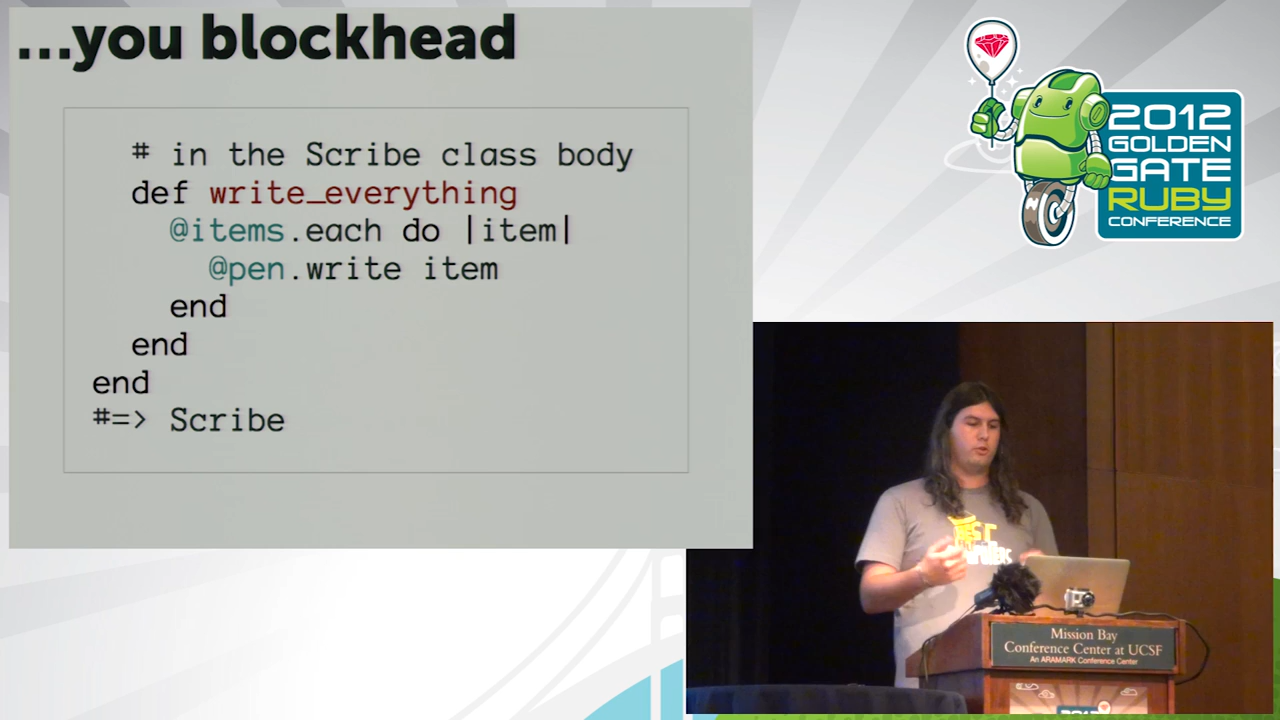 ...you blockhead
# in the Scribe class body
def write_everything
@items.each do |item|
@pen.write item
end
end
end
#=> Scribe
2012
GOLDEN
GATE
RUBY
CONFERENCE
Mission Bay
Conference Center at UCSF
An ARAMARK Conference Center